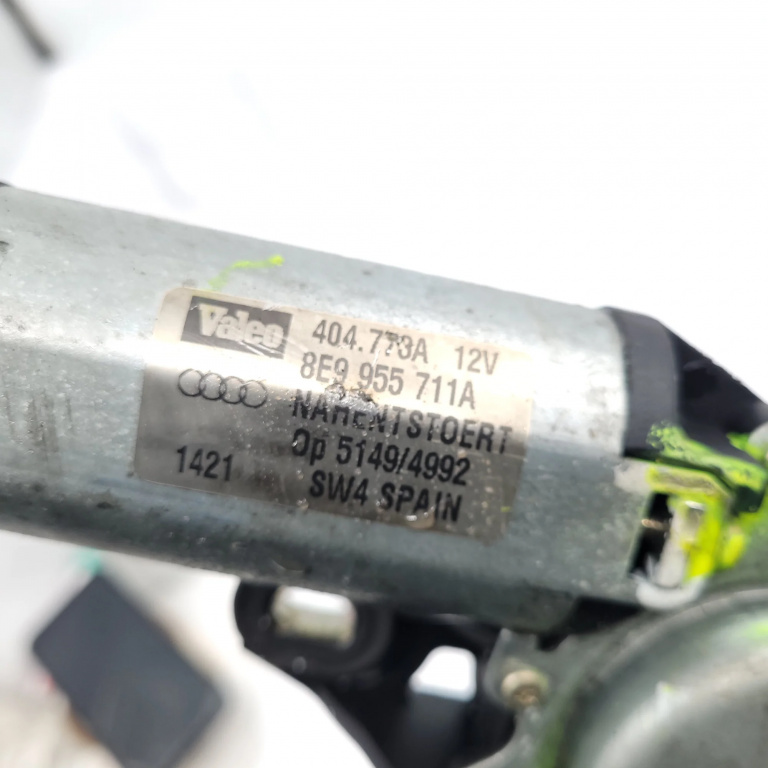 Valeo 404.773A 12V
8E9 955 711A
NAHENTSTOERT
Op 5149/4992
1421 SW4 SPAIN